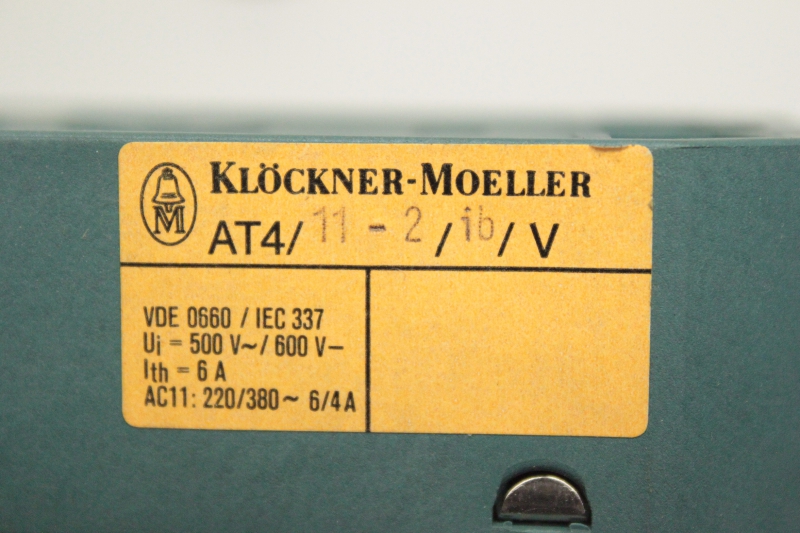 KLÖCKNER-MOELLER
M
AT4/11-2/ib/V
VDE 0660 / IEC 337
Ui = 500 V~/ 600 V–
Ith = 6 A
AC11: 220/380~ 6/4 A